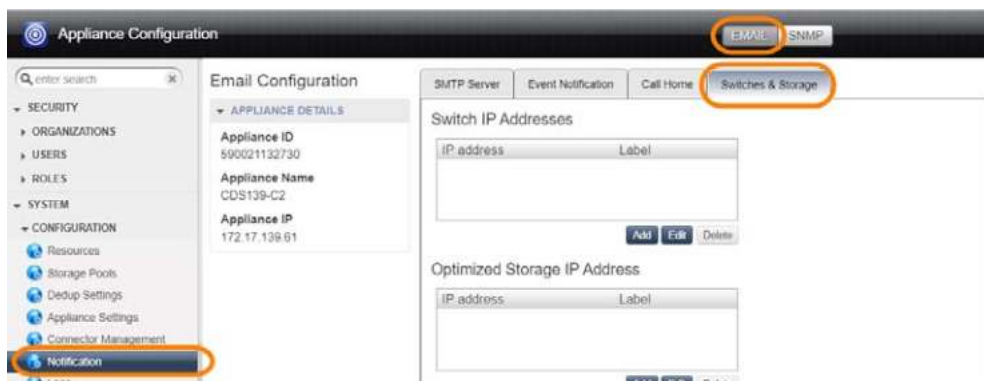 Appliance Configuration
EMAIL
SNMP
enter search
SECURITY
ORGANIZATIONS
USERS
ROLES
SYSTEM
CONFIGURATION
Resources
Storage Pools
Dedup Settings
Appliance Settings
Connector Management
Notification
Email Configuration
APPLIANCE DETAILS
Appliance ID
590021132730
Appliance Name
CDS139-C2
Appliance IP
172.17.139.61
SMTP Server
Event Notification
Call Home
Switches & Storage
Switch IP Addresses
IP address Label
Add Edit Delete
Optimized Storage IP Address
IP address Label